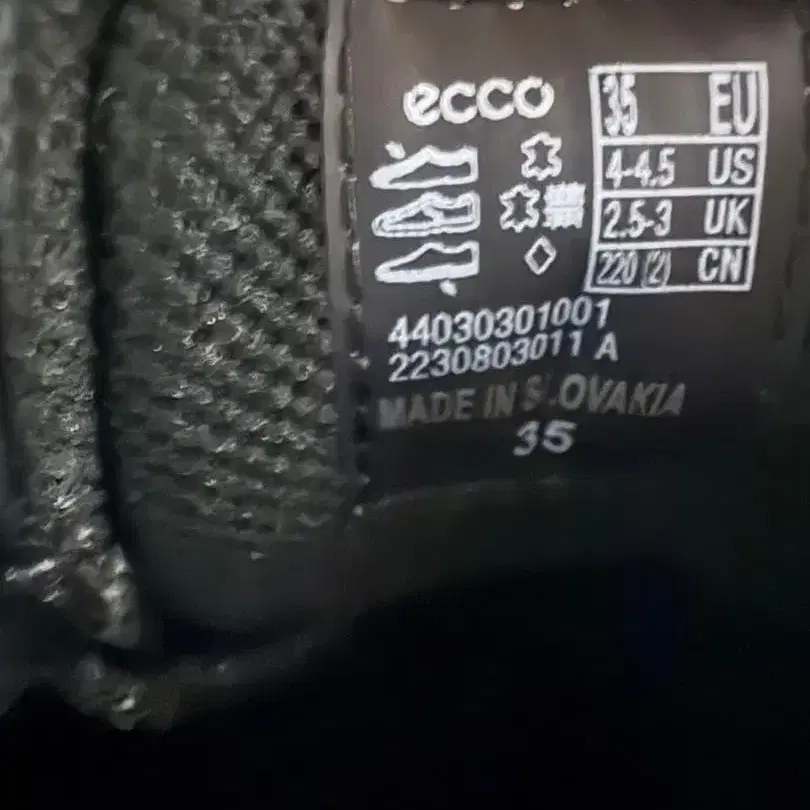 ecco
35 EU
4-4.5 US
2.5-3 UK
220 (2) CN
44030301001
2230803011 A
MADE IN SLOVAKIA
35